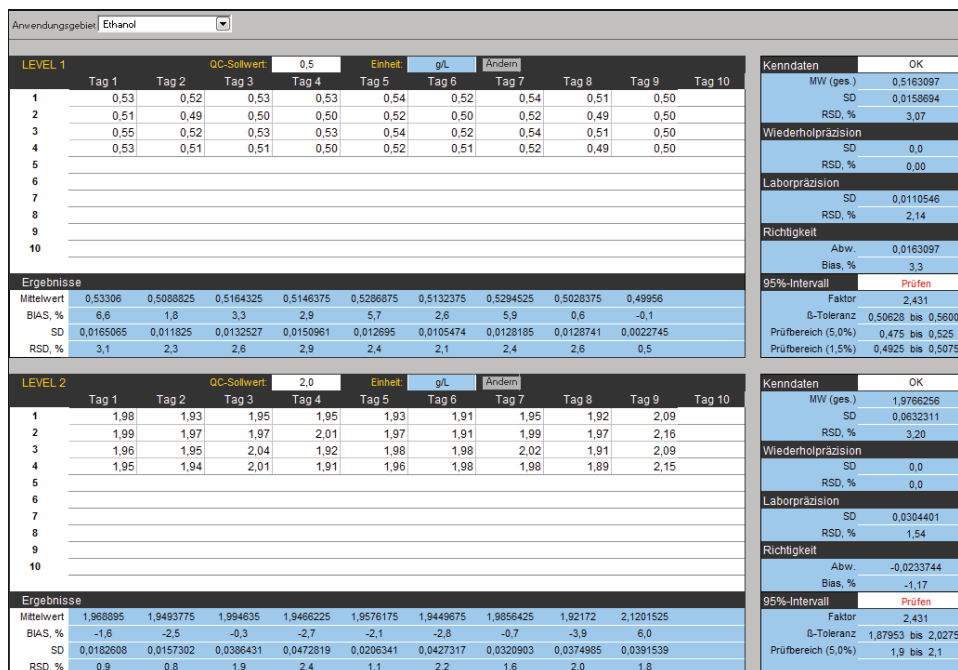 Anwendungsgebiet Ethanol
LEVEL 1 QC-Sollwert: 0,5 Einheit: g/L Ändern
Tag 1 Tag 2 Tag 3 Tag 4 Tag 5 Tag 6 Tag 7 Tag 8 Tag 9 Tag 10
1 0,53 0,52 0,53 0,53 0,54 0,52 0,54 0,51 0,50
2 0,51 0,49 0,50 0,50 0,52 0,50 0,52 0,49 0,50
3 0,55 0,52 0,53 0,53 0,54 0,52 0,54 0,51 0,50
4 0,53 0,51 0,51 0,50 0,52 0,51 0,52 0,49 0,50
5
6
7
8
9
10
Ergebnisse
Mittelwert 0,53306 0,5088825 0,5164325 0,5146375 0,5286875 0,5132375 0,5294525 0,5028375 0,49956
BIAS, % 6,6 1,8 3,3 2,9 5,7 2,6 5,9 0,6 -0,1
SD 0,0165065 0,011825 0,0132527 0,0150961 0,012695 0,0105474 0,0128185 0,0128741 0,0022745
RSD, % 3,1 2,3 2,6 2,9 2,4 2,1 2,4 2,6 0,5
Kenndaten OK
MW (ges.) 0,5163097
SD 0,0158694
RSD, % 3,07
Wiederholpräzision
SD 0,0
RSD, % 0,00
Laborpräzision
SD 0,0110546
RSD, % 2,14
Richtigkeit
Abw. 0,0163097
Bias, % 3,3
95%-Intervall Prüfen
Faktor 2,431
ß-Toleranz 0,50628 bis 0,5600
Prüfbereich (5,0%) 0,475 bis 0,525
Prüfbereich (1,5%) 0,4925 bis 0,5075
LEVEL 2 QC-Sollwert: 2,0 Einheit: g/L Ändern
Tag 1 Tag 2 Tag 3 Tag 4 Tag 5 Tag 6 Tag 7 Tag 8 Tag 9 Tag 10
1 1,98 1,93 1,95 1,95 1,93 1,91 1,95 1,92 2,09
2 1,99 1,97 1,97 2,01 1,97 1,91 1,99 1,97 2,16
3 1,96 1,95 2,04 1,92 1,98 1,98 2,02 1,91 2,09
4 1,95 1,94 2,01 1,91 1,96 1,98 1,98 1,89 2,15
5
6
7
8
9
10
Ergebnisse
Mittelwert 1,968895 1,9493775 1,994635 1,9466225 1,9576175 1,9449675 1,9856425 1,92172 2,1201525
BIAS, % -1,6 -2,5 -0,3 -2,7 -2,1 -2,8 -0,7 -3,9 6,0
SD 0,0182608 0,0157302 0,0386431 0,0472819 0,0206341 0,0427317 0,0320903 0,0374985 0,0391539
RSD, % 0,9 0,8 1,9 2,4 1,1 2,2 1,6 2,0 1,8
Kenndaten OK
MW (ges.) 1,9766256
SD 0,0632311
RSD, % 3,20
Wiederholpräzision
SD 0,0
RSD, % 0,0
Laborpräzision
SD 0,0304401
RSD, % 1,54
Richtigkeit
Abw. -0,0233744
Bias, % -1,17
95%-Intervall Prüfen
Faktor 2,431
ß-Toleranz 1,87953 bis 2,0275
Prüfbereich (5,0%) 1,9 bis 2,1